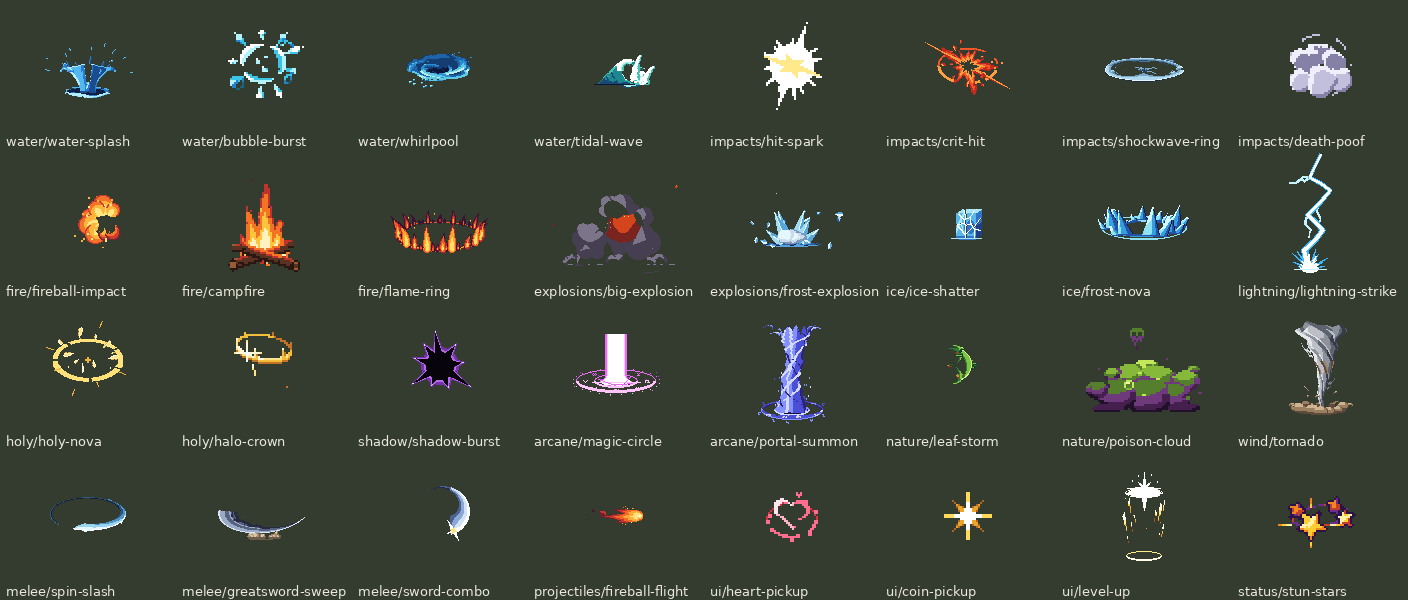 water/water-splash water/bubble-burst water/whirlpool water/tidal-wave impacts/hit-spark impacts/crit-hit impacts/shockwave-ring impacts/death-poof
fire/fireball-impact fire/campfire fire/flame-ring explosions/big-explosion explosions/frost-explosion ice/ice-shatter ice/frost-nova lightning/lightning-strike
holy/holy-nova holy/halo-crown shadow/shadow-burst arcane/magic-circle arcane/portal-summon nature/leaf-storm nature/poison-cloud wind/tornado
melee/spin-slash melee/greatsword-sweep melee/sword-combo projectiles/fireball-flight ui/heart-pickup ui/coin-pickup ui/level-up status/stun-stars